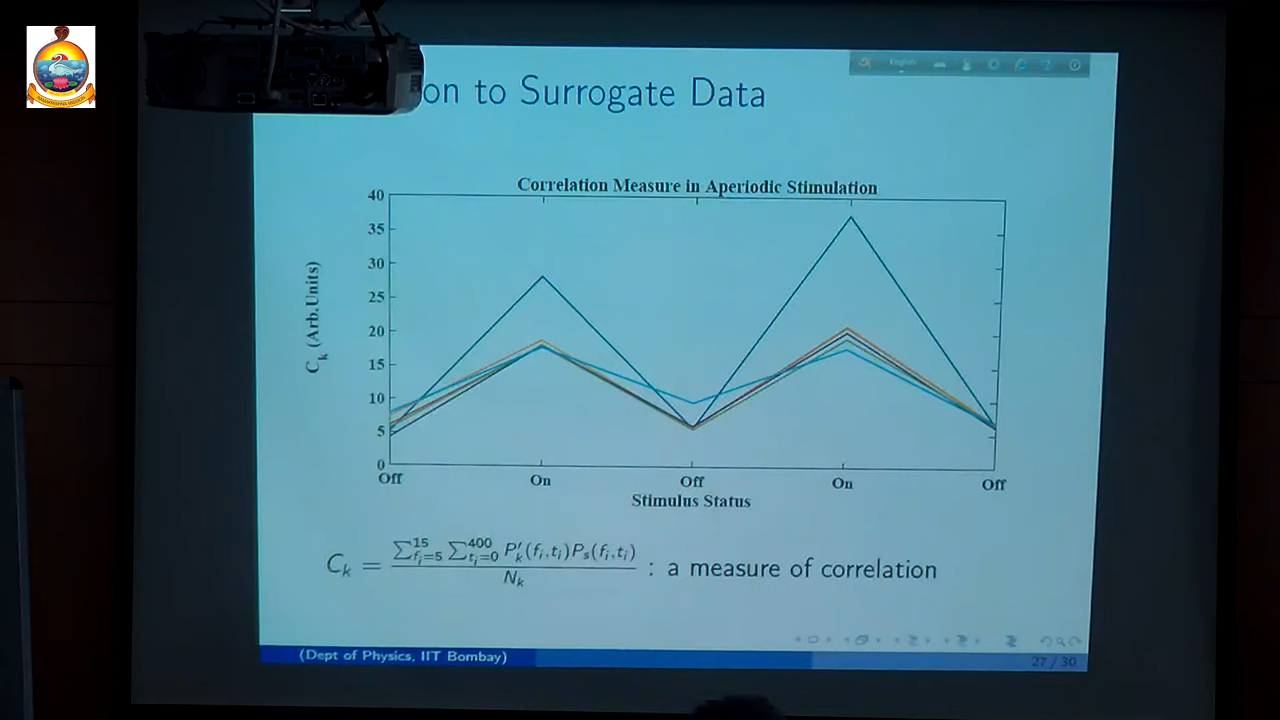 on to Surrogate Data
English
Correlation Measure in Aperiodic Stimulation
40
35
30
25
20
15
10
5
0
C_k (Arb.Units)
Off On Off On Off
Stimulus Status
C_k = \frac{\sum_{f_i=5}^{15} \sum_{t_i=0}^{400} P'_k(f_i,t_i)P_s(f_i,t_i)}{N_k} : a measure of correlation
(Dept of Physics, IIT Bombay)
27 / 30